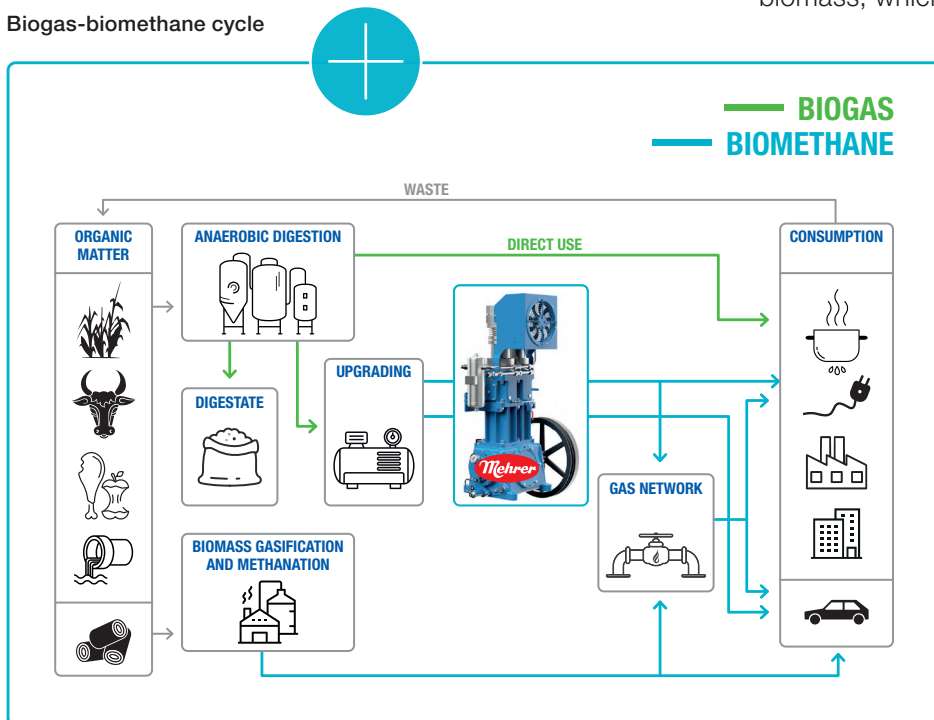 biomass, which
Biogas-biomethane cycle
BIOGAS
BIOMETHANE
WASTE
ORGANIC
MATTER
ANAEROBIC DIGESTION
DIRECT USE
CONSUMPTION
UPGRADING
DIGESTATE
Mehrer
GAS NETWORK
BIOMASS GASIFICATION
AND METHANATION